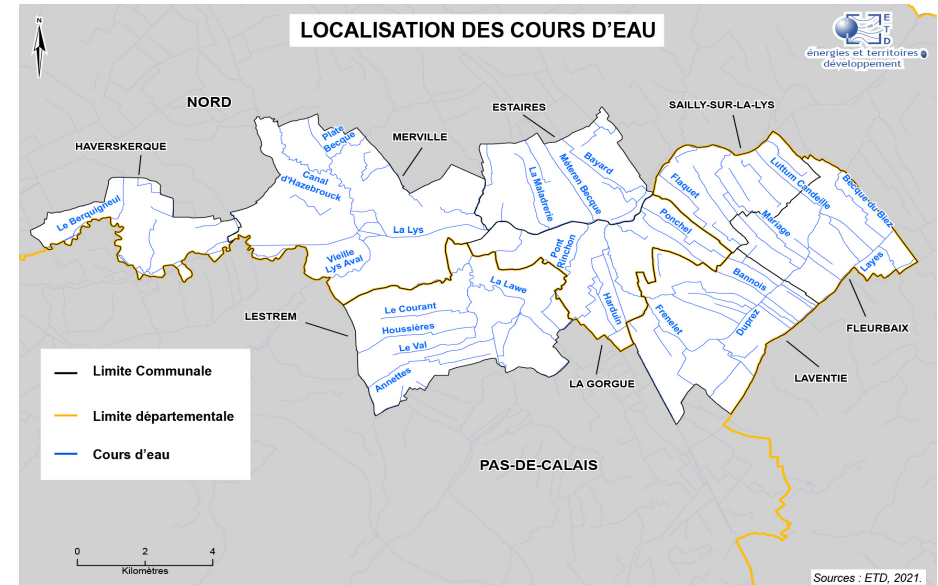 LOCALISATION DES COURS D’EAU
N
E
T
D
énergies et territoires
développement
NORD
HAVERSKERQUE
MERVILLE
ESTAIRES
SAILLY-SUR-LA-LYS
Plate
Becque
Canal
d'Hazebrouck
Le Berquigneul
La Lys
Vieille
Lys Aval
La Maladrerie
Méteren Becque
Bayard
Flaquet
Luttum Candeille
Becque du Biez
Mariage
Ponchel
Pont
Rinchon
Layes
Bannois
La Lawe
Le Courant
Houssières
Le Val
Annettes
Harduin
Frenelet
Duprez
LESTREM
LA GORGUE
FLEURBAIX
LAVENTIE
Limite Communale
Limite départementale
Cours d’eau
PAS-DE-CALAIS
0 2 4
Kilomètres
Sources : ETD, 2021.